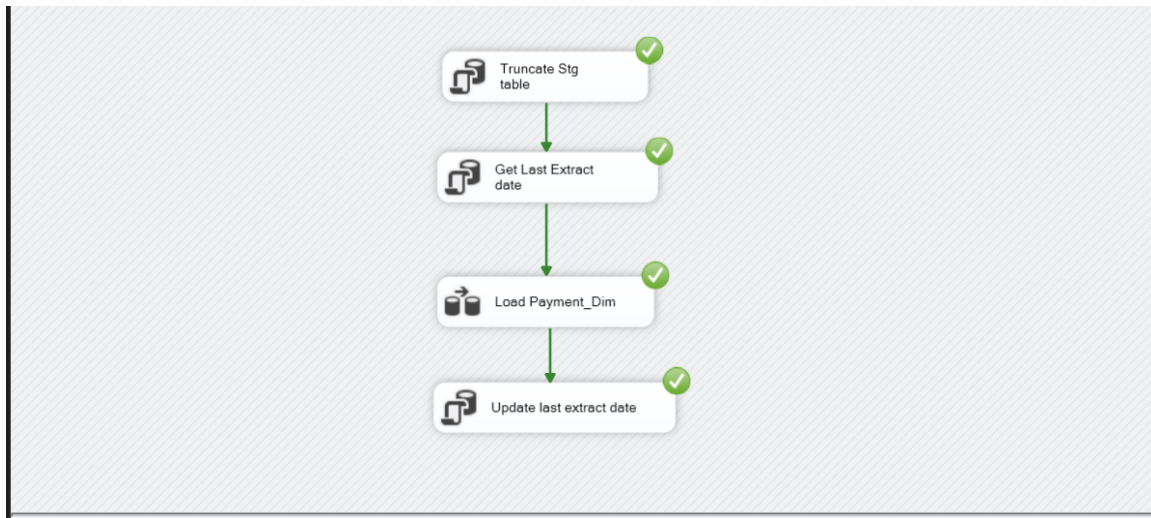 Truncate Stg
table
Get Last Extract
date
Load Payment_Dim
Update last extract date